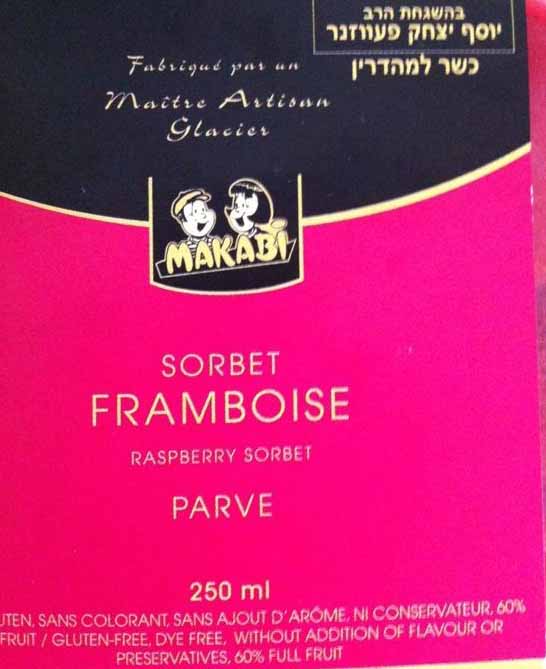 בהשגחת הרב
יוסף יצחק פעווזנר
כשר למהדרין
Fabriqué par un
Maître Artisan
Glacier
MAKABI
SORBET
FRAMBOISE
RASPBERRY SORBET
PARVE
250 ml
UTEN, SANS COLORANT, SANS AJOUT D'ARÔME, NI CONSERVATEUR, 60%
FRUIT / GLUTEN-FREE, DYE FREE, WITHOUT ADDITION OF FLAVOUR OR
PRESERVATIVES, 60% FULL FRUIT